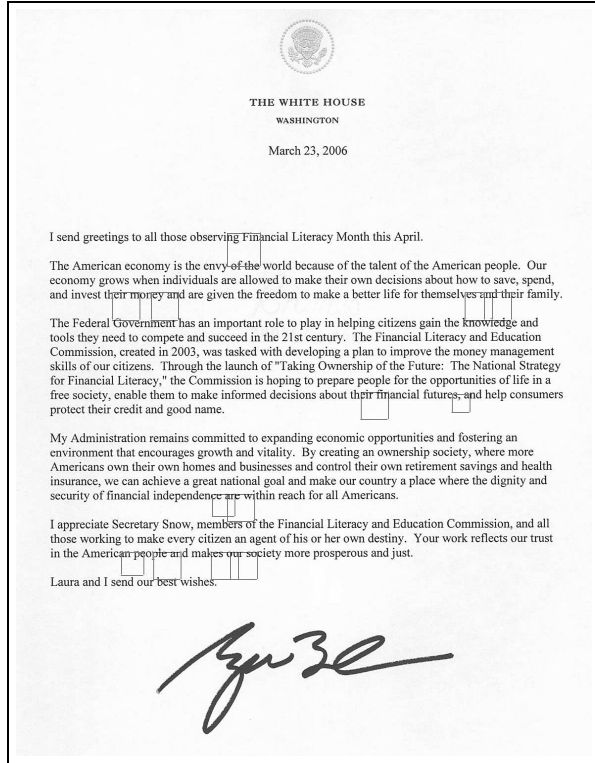 THE WHITE HOUSE
WASHINGTON
March 23, 2006
I send greetings to all those observing Financial Literacy Month this April.
The American economy is the envy of the world because of the talent of the American people. Our
economy grows when individuals are allowed to make their own decisions about how to save, spend,
and invest their money and are given the freedom to make a better life for themselves and their family.
The Federal Government has an important role to play in helping citizens gain the knowledge and
tools they need to compete and succeed in the 21st century. The Financial Literacy and Education
Commission, created in 2003, was tasked with developing a plan to improve the money management
skills of our citizens. Through the launch of "Taking Ownership of the Future: The National Strategy
for Financial Literacy," the Commission is hoping to prepare people for the opportunities of life in a
free society, enable them to make informed decisions about their financial futures, and help consumers
protect their credit and good name.
My Administration remains committed to expanding economic opportunities and fostering an
environment that encourages growth and vitality. By creating an ownership society, where more
Americans own their own homes and businesses and control their own retirement savings and health
insurance, we can achieve a great national goal and make our country a place where the dignity and
security of financial independence are within reach for all Americans.
I appreciate Secretary Snow, members of the Financial Literacy and Education Commission, and all
those working to make every citizen an agent of his or her own destiny. Your work reflects our trust
in the American people and makes our society more prosperous and just.
Laura and I send our best wishes.